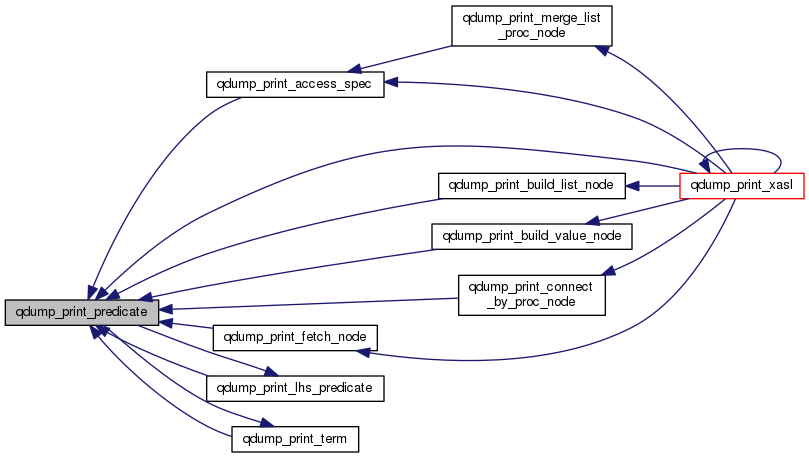 qdump_print_merge_list
_proc_node
qdump_print_access_spec
qdump_print_build_list_node
qdump_print_xasl
qdump_print_build_value_node
qdump_print_connect
_by_proc_node
qdump_print_predicate
qdump_print_fetch_node
qdump_print_lhs_predicate
qdump_print_term